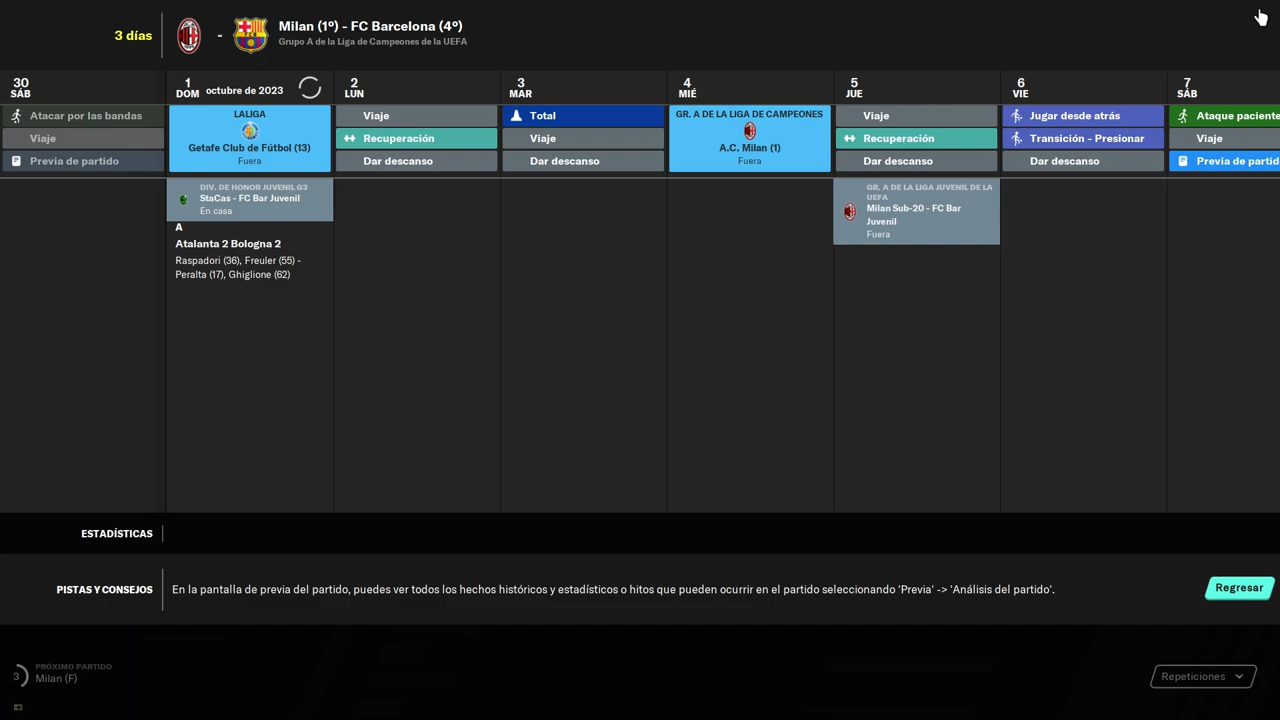 3 días
-
Milan (1º) - FC Barcelona (4º)
Grupo A de la Liga de Campeones de la UEFA
30
SÁB
1
DOM
octubre de 2023
2
LUN
3
MAR
4
MIÉ
5
JUE
6
VIE
7
SÁB
Atacar por las bandas
Viaje
Previa de partido
LALIGA
Getafe Club de Fútbol (13)
Fuera
Viaje
Recuperación
Dar descanso
Total
Viaje
Dar descanso
GR. A DE LA LIGA DE CAMPEONES
A.C. Milan (1)
Fuera
Viaje
Recuperación
Dar descanso
Jugar desde atrás
Transición - Presionar
Dar descanso
Ataque paciente
Viaje
Previa de partid
DIV. DE HONOR JUVENIL G3
StaCas - FC Bar Juvenil
En casa
A
Atalanta 2 Bologna 2
Raspadori (36), Freuler (55) -
Peralta (17), Ghiglione (62)
GR. A DE LA LIGA JUVENIL DE LA
UEFA
Milan Sub-20 - FC Bar
Juvenil
Fuera
ESTADÍSTICAS
PISTAS Y CONSEJOS
En la pantalla de previa del partido, puedes ver todos los hechos históricos y estadísticos o hitos que pueden ocurrir en el partido seleccionando 'Previa' -> 'Análisis del partido'.
Regresar
3
PRÓXIMO PARTIDO
Milan (F)
Repeticiones